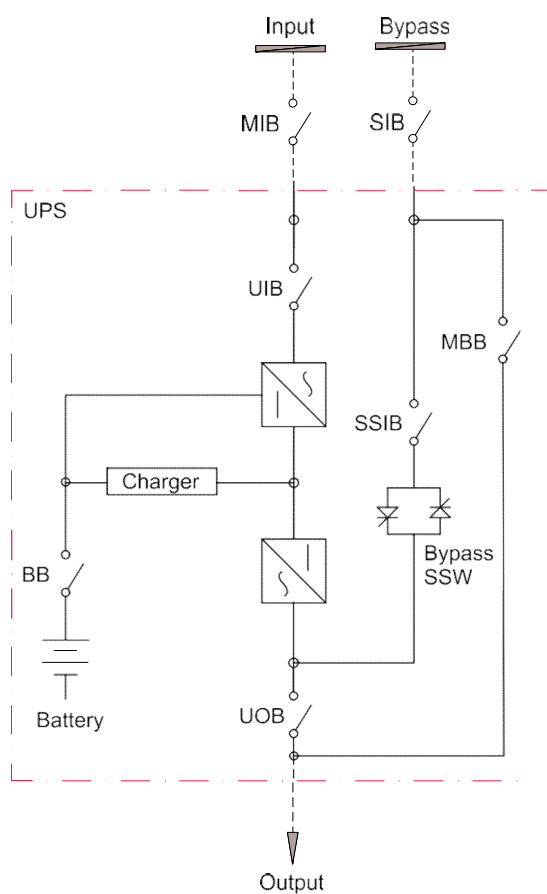 Input
Bypass
MIB
SIB
UPS
UIB
MBB
SSIB
Charger
Bypass
SSW
BB
Battery
UOB
Output